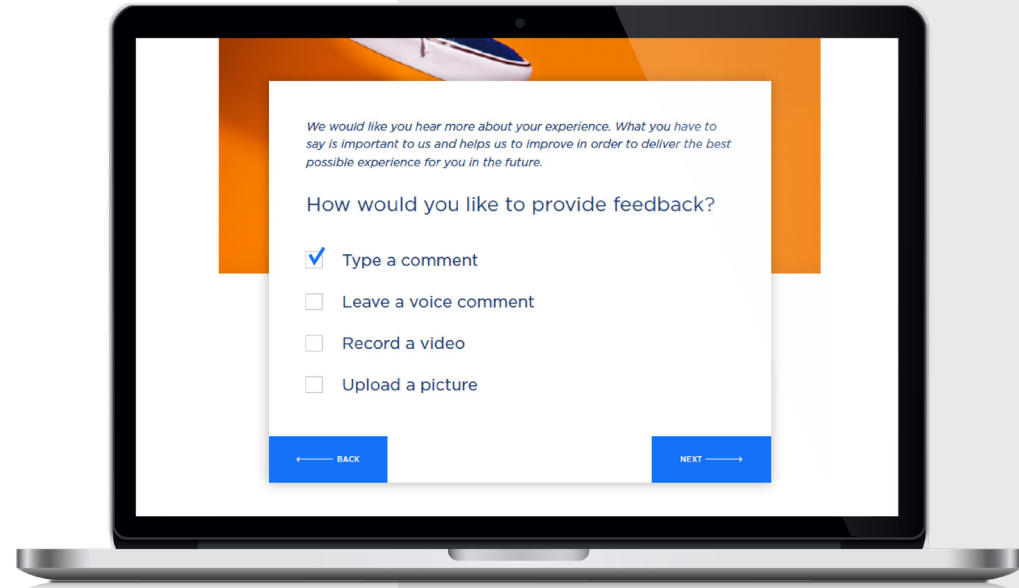 We would like you hear more about your experience. What you have to
say is important to us and helps us to improve in order to deliver the best
possible experience for you in the future.
How would you like to provide feedback?
Type a comment
Leave a voice comment
Record a video
Upload a picture
BACK
NEXT